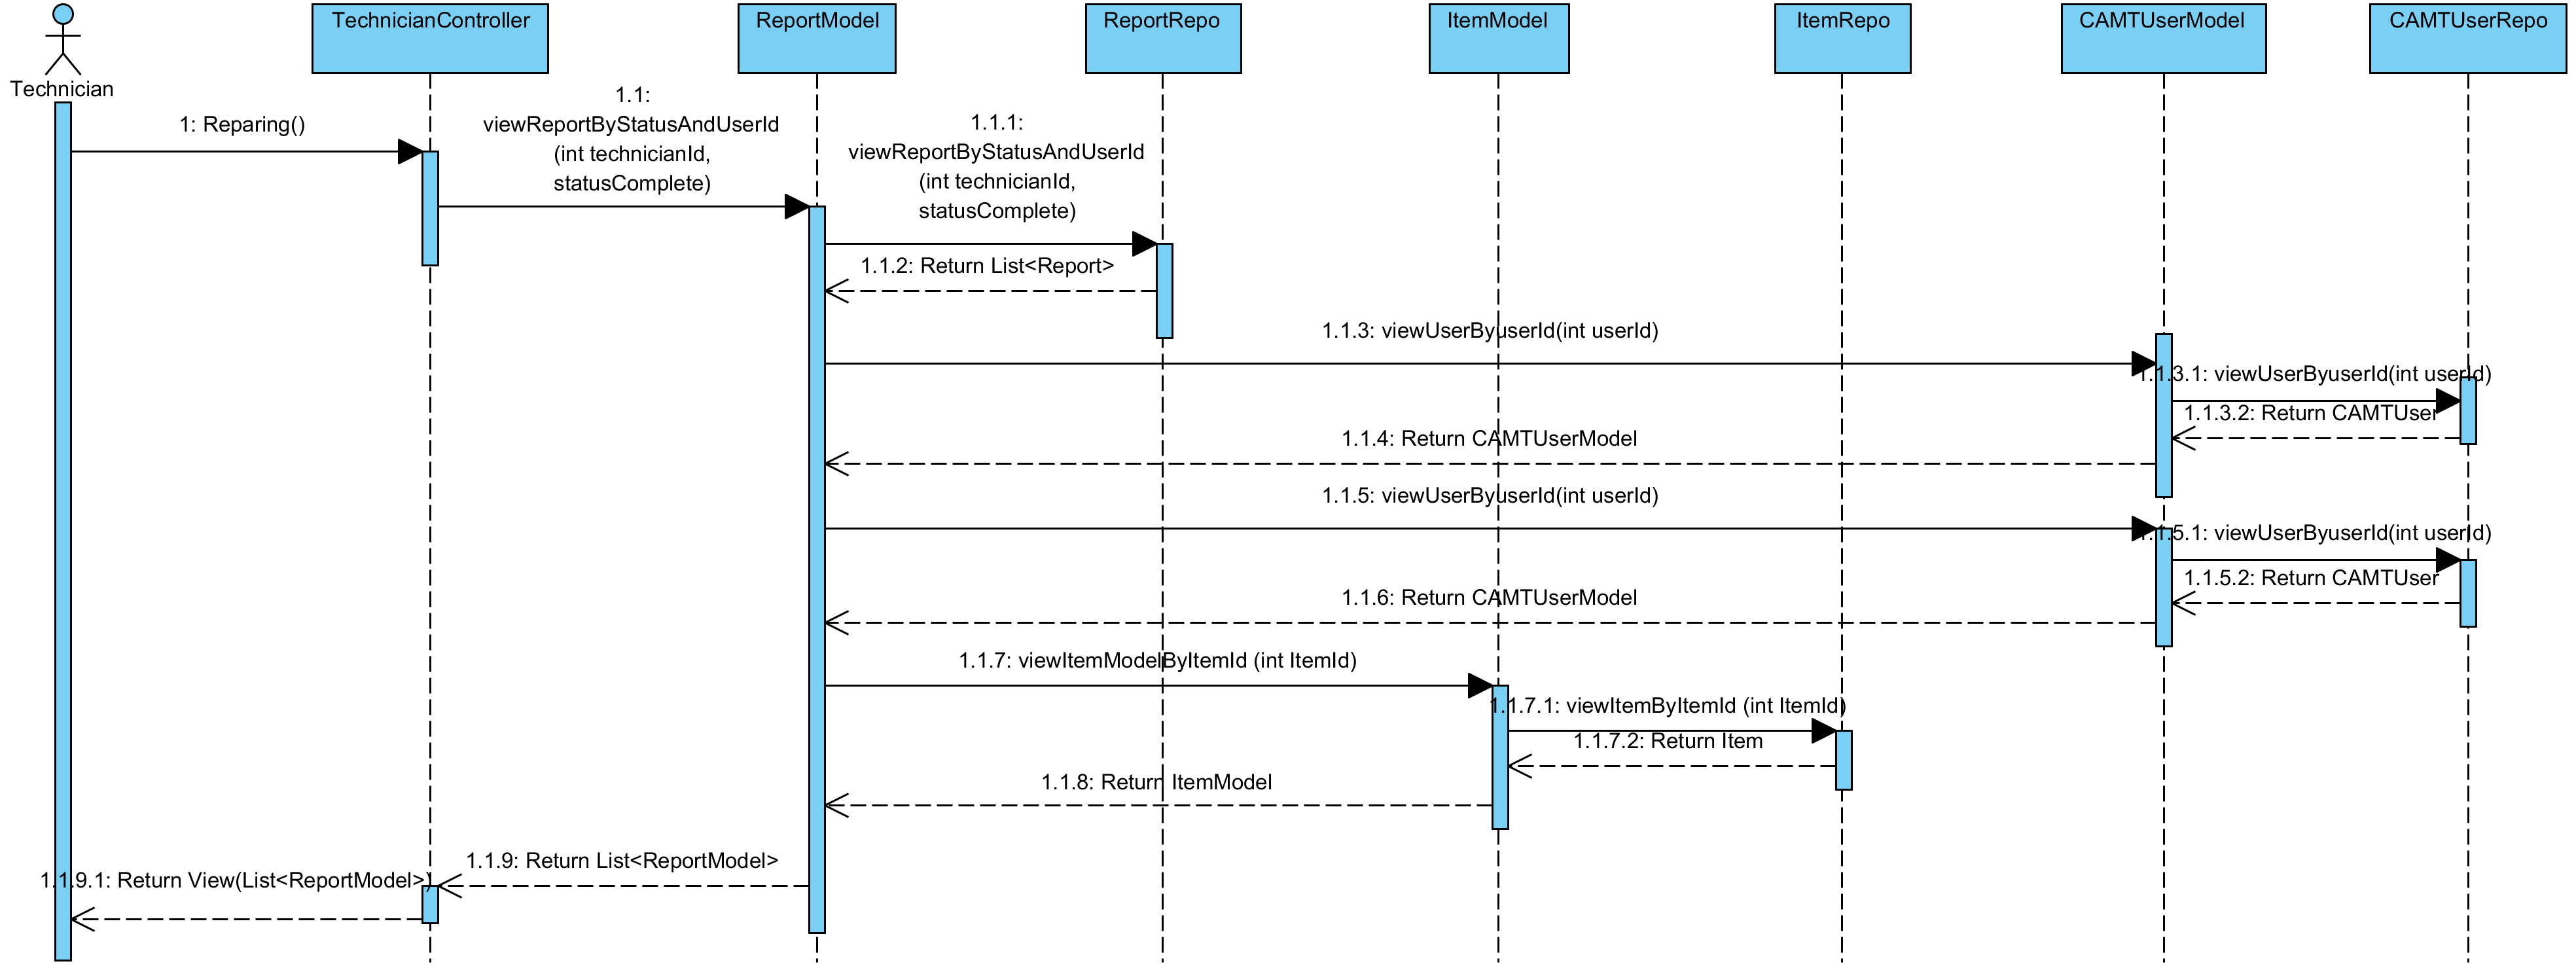 TechnicianController
ReportModel
ReportRepo
ItemModel
ItemRepo
CAMTUserModel
CAMTUserRepo
Technician
1: Reparing()
1.1:
viewReportByStatusAndUserId
(int technicianId,
statusComplete)
1.1.1:
viewReportByStatusAndUserId
(int technicianId,
statusComplete)
1.1.2: Return List<Report>
1.1.3: viewUserByuserId(int userId)
1.1.3.1: viewUserByuserId(int userId)
1.1.3.2: Return CAMTUser
1.1.4: Return CAMTUserModel
1.1.5: viewUserByuserId(int userId)
1.1.5.1: viewUserByuserId(int userId)
1.1.5.2: Return CAMTUser
1.1.6: Return CAMTUserModel
1.1.7: viewItemModelByItemId (int ItemId)
1.1.7.1: viewItemByItemId (int ItemId)
1.1.7.2: Return Item
1.1.8: Return ItemModel
1.1.9: Return List<ReportModel>
1.1.9.1: Return View(List<ReportModel>)